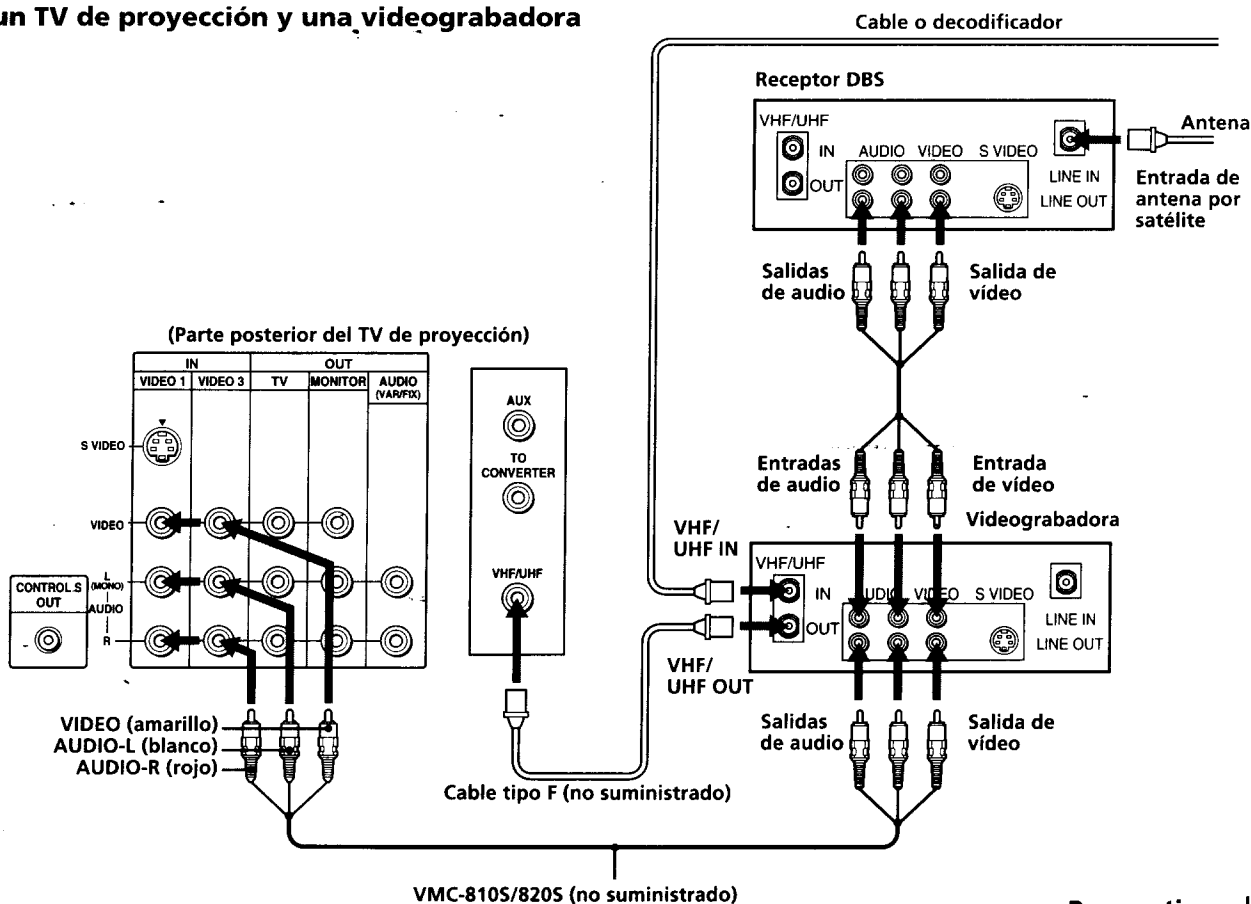 un TV de proyección y una videograbadora
Cable o decodificador
Receptor DBS
VHF/UHF
IN
OUT
AUDIO VIDEO S VIDEO
LINE IN
LINE OUT
Antena
Entrada de
antena por
satélite
Salidas
de audio
Salida de
vídeo
(Parte posterior del TV de proyección)
IN OUT
VIDEO 1 VIDEO 3 TV MONITOR AUDIO
(VAR/FIX)
S VIDEO
VIDEO
L
(MONO)
AUDIO
R
CONTROL S
OUT
AUX
TO
CONVERTER
VHF/UHF
Entradas
de audio
Entrada
de vídeo
Videograbadora
VHF/
UHF IN
VHF/UHF
IN
OUT
AUDIO VIDEO S VIDEO
LINE IN
LINE OUT
VHF/
UHF OUT
Salidas
de audio
Salida de
vídeo
VIDEO (amarillo)
AUDIO-L (blanco)
AUDIO-R (rojo)
Cable tipo F (no suministrado)
VMC-810S/820S (no suministrado)